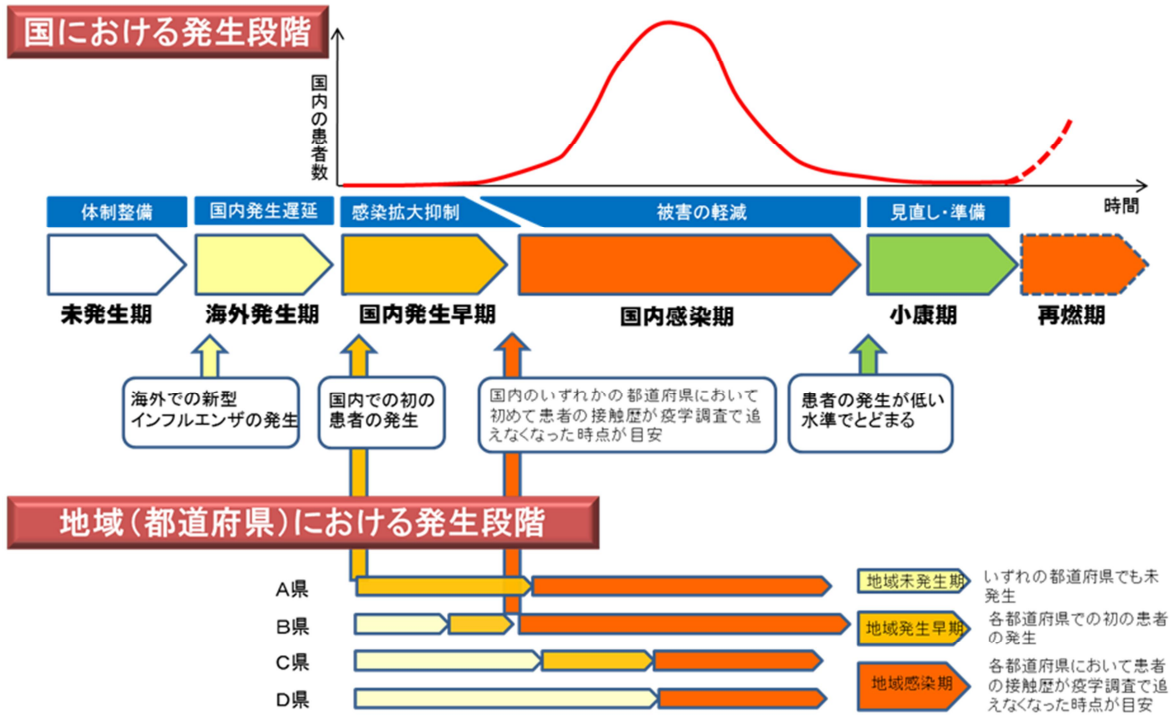 国における発生段階
国内の患者数
時間
体制整備
国内発生遅延
感染拡大抑制
被害の軽減
見直し・準備
未発生期
海外発生期
国内発生早期
国内感染期
小康期
再燃期
海外での新型
インフルエンザの発生
国内での初の
患者の発生
国内のいずれかの都道府県において
初めて患者の接触歴が疫学調査で追
えなくなった時点が目安
患者の発生が低い
水準でとどまる
地域(都道府県)における発生段階
A県
B県
C県
D県
地域未発生期
いずれの都道府県でも未
発生
地域発生早期
各都道府県での初の患者
の発生
地域感染期
各都道府県において患者
の接触歴が疫学調査で追
えなくなった時点が目安